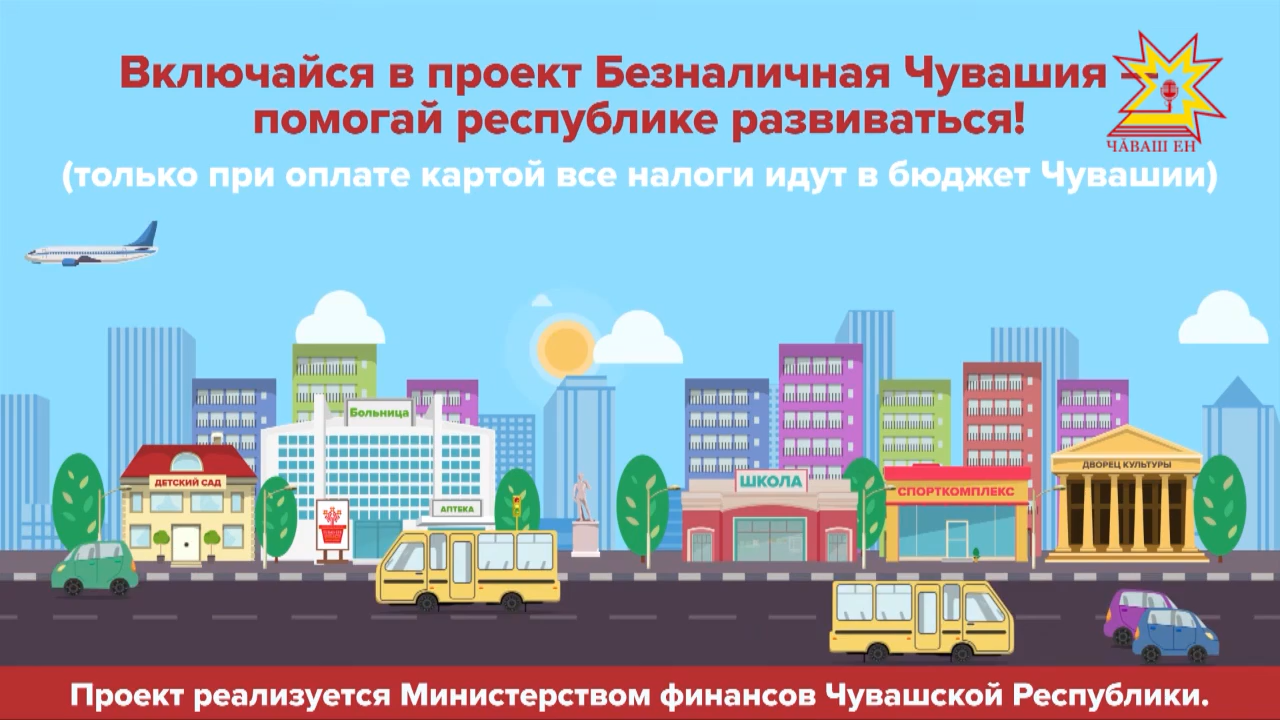 Включайся в проект Безналичная Чувашия –
помогай республике развиваться!
ЧӐВАШ ЕН
(только при оплате картой все налоги идут в бюджет Чувашии)
Больница
ДЕТСКИЙ САД
АПТЕКА
ШКОЛА
СПОРТКОМПЛЕКС
ДВОРЕЦ КУЛЬТУРЫ
Проект реализуется Министерством финансов Чувашской Республики.